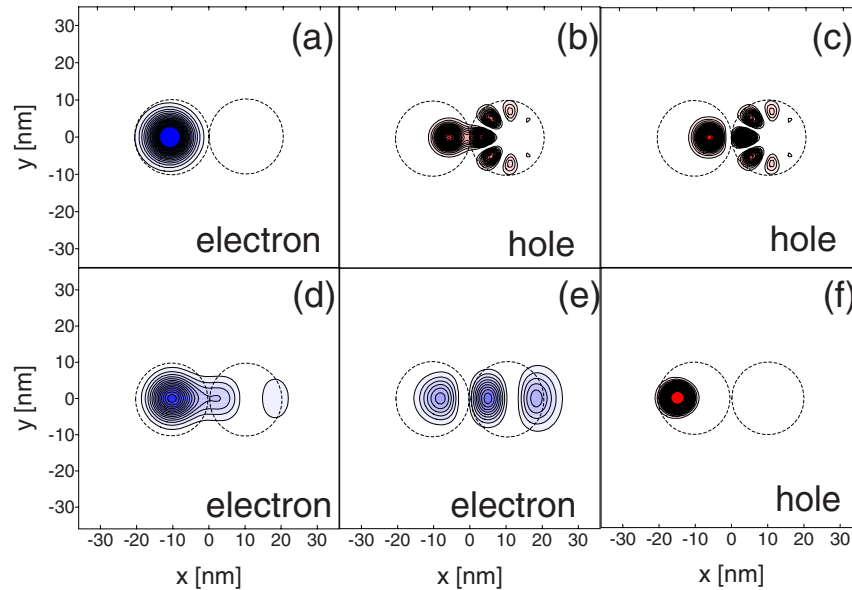 (a) (b) (c)
30
20
10
0
-10
-20
-30
y [nm]
electron hole hole
(d) (e) (f)
30
20
10
0
-10
-20
-30
y [nm]
electron electron hole
-30 -20 -10 0 10 20 30 -30 -20 -10 0 10 20 30 -30 -20 -10 0 10 20 30
x [nm] x [nm] x [nm]